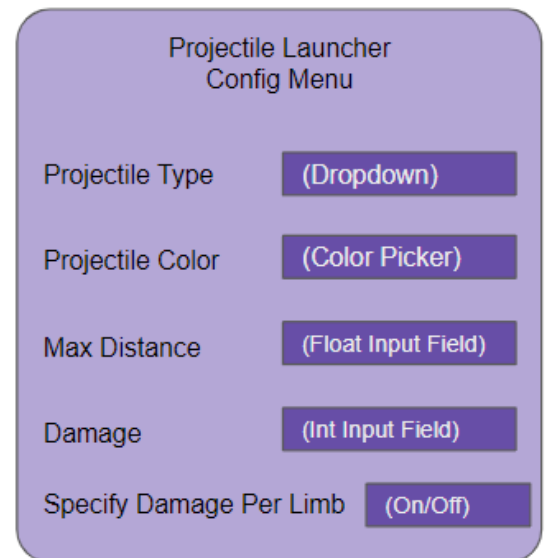 Projectile Launcher
Config Menu
Projectile Type (Dropdown)
Projectile Color (Color Picker)
Max Distance (Float Input Field)
Damage (Int Input Field)
Specify Damage Per Limb (On/Off)